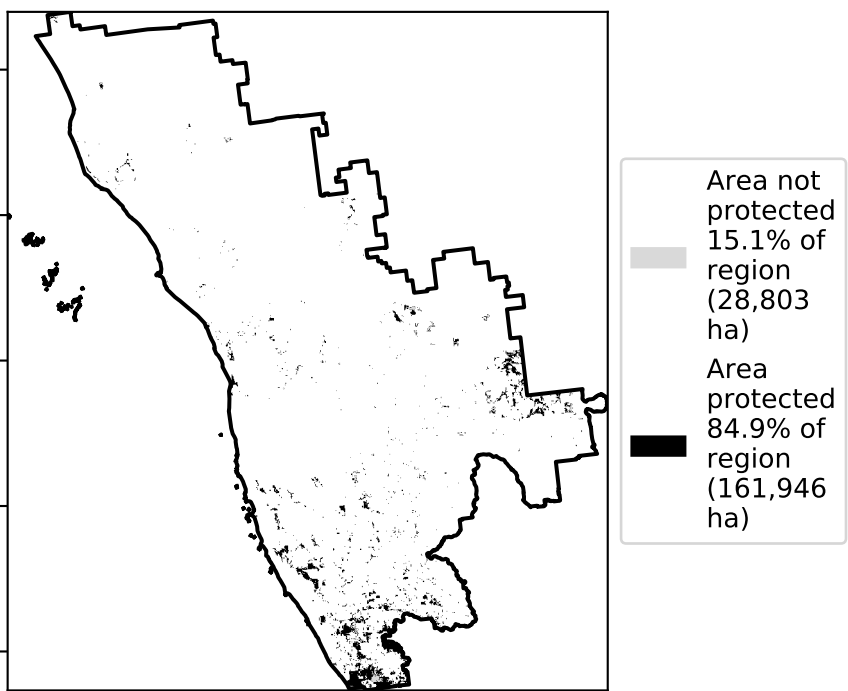 Area not
protected
15.1% of
region
(28,803
ha)
Area
protected
84.9% of
region
(161,946
ha)